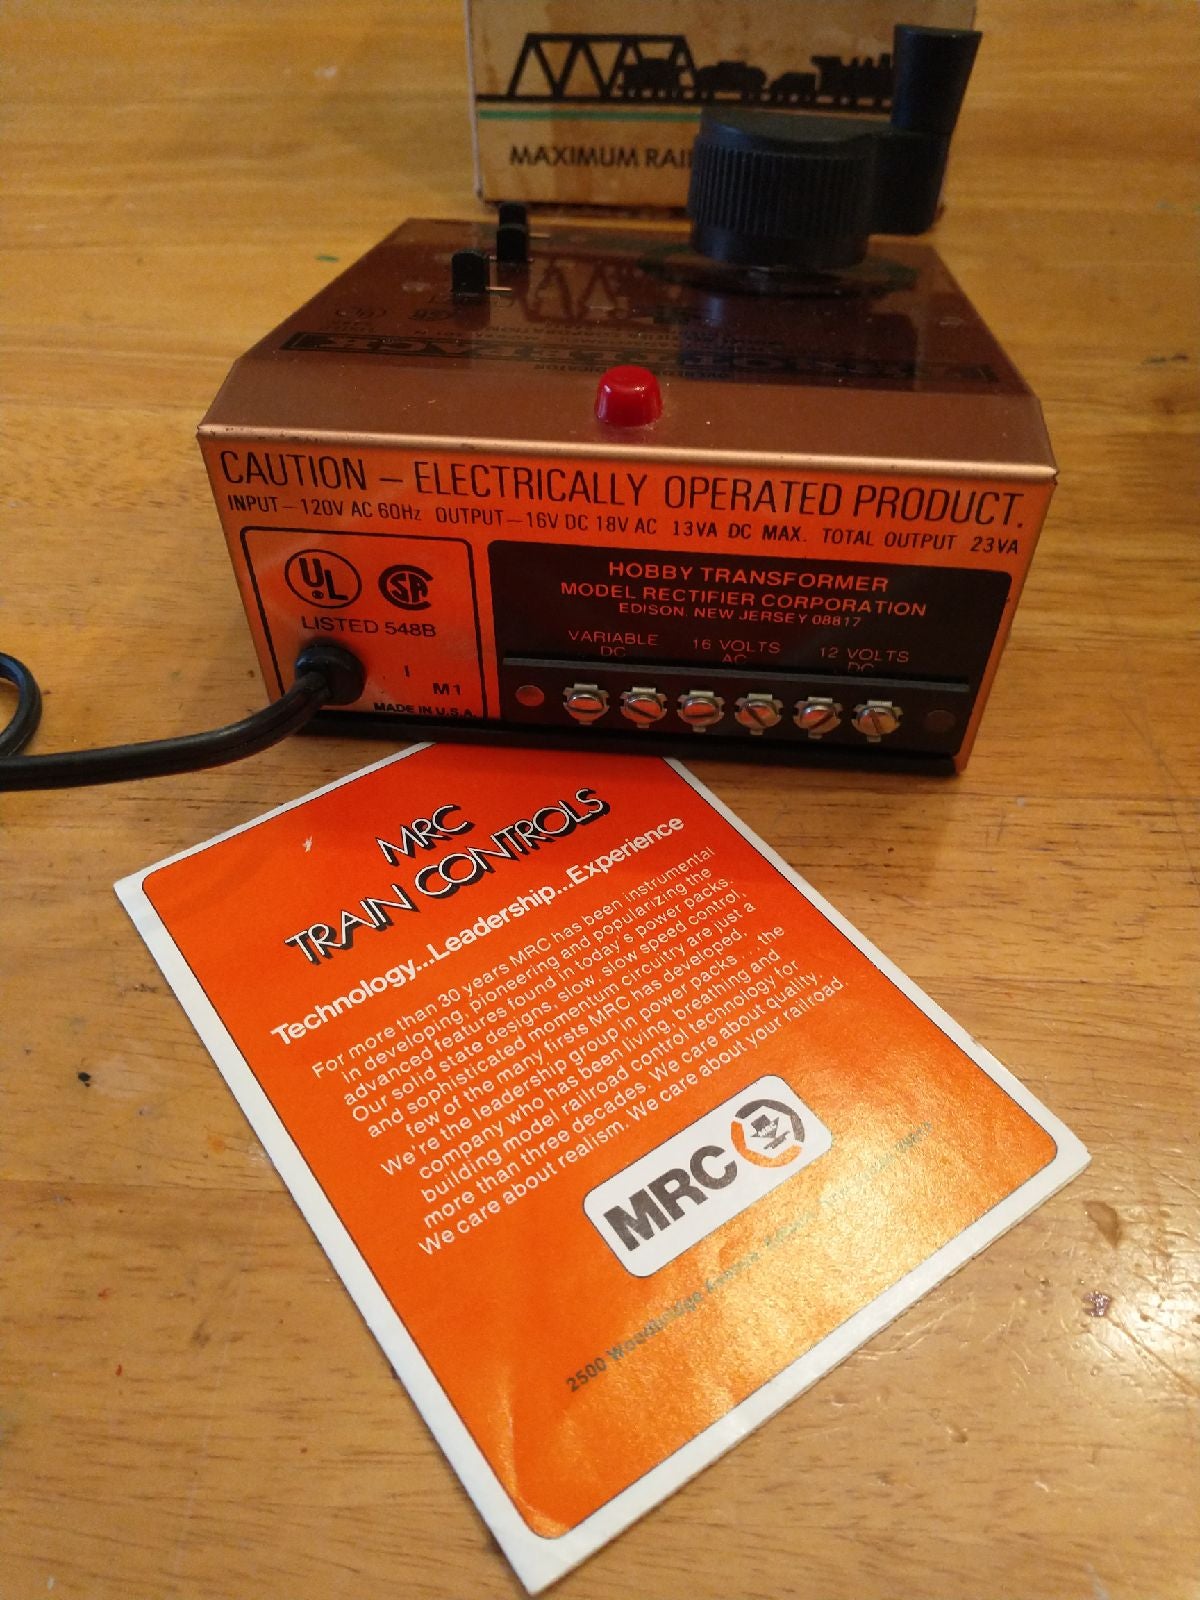 MAXIMUM RAI
CAUTION – ELECTRICALLY OPERATED PRODUCT.
INPUT – 120V AC 60Hz OUTPUT – 16V DC 18V AC 13VA DC MAX. TOTAL OUTPUT 23VA
UL
SA
LISTED 548B
I
M1
MADE IN U.S.A.
HOBBY TRANSFORMER
MODEL RECTIFIER CORPORATION
EDISON, NEW JERSEY 08817
VARIABLE DC
16 VOLTS AC
12 VOLTS DC
MRC
TRAIN CONTROLS
Technology...Leadership...Experience
For more than 30 years MRC has been instrumental
in developing, pioneering and popularizing the
advanced features found in today's power packs.
Our solid state designs, slow, slow speed control,
and sophisticated momentum circuitry are just a
few of the many firsts MRC has developed.
We're the leadership group in power packs . . . the
company who has been living, breathing and
building model railroad control technology for
more than three decades. We care about quality.
We care about realism. We care about your railroad.
MRC
2500 Woodbridge Avenue